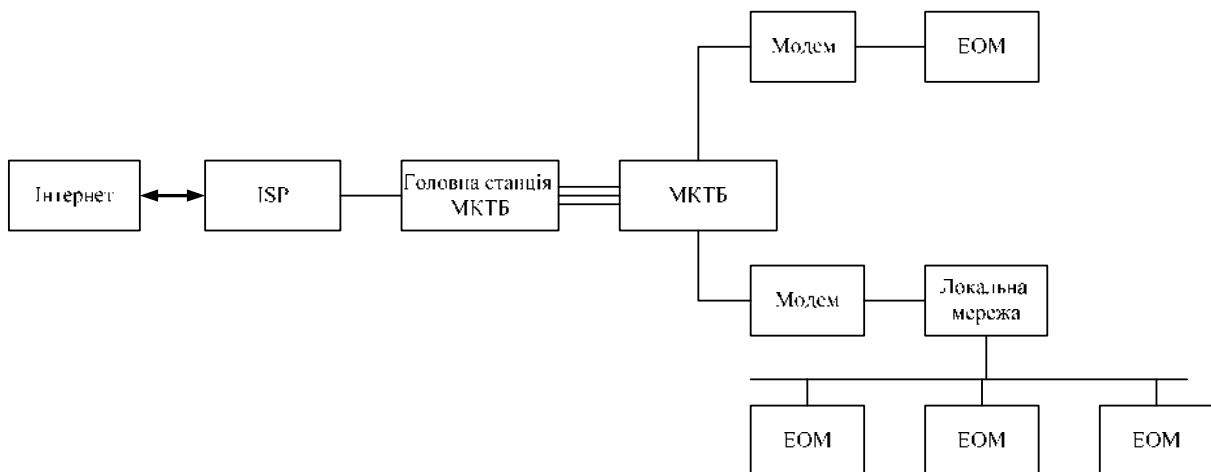 Модем
ЕОМ
Інтернет
ISP
Головна станція
МКТБ
МКТБ
Модем
Локальна
мережа
ЕОМ
ЕОМ
ЕОМ